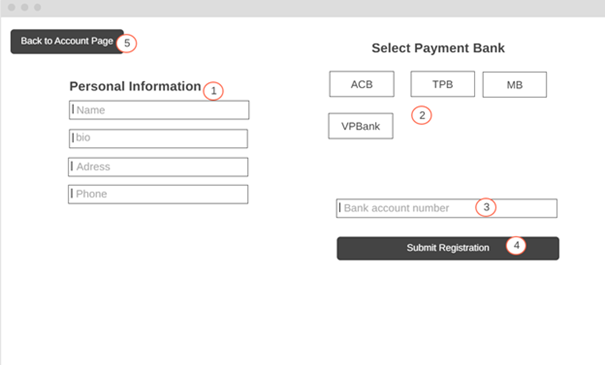 Back to Account Page 5
Personal Information 1
Name
bio
Adress
Phone
Select Payment Bank
ACB TPB MB
VPBank 2
Bank account number 3
Submit Registration 4